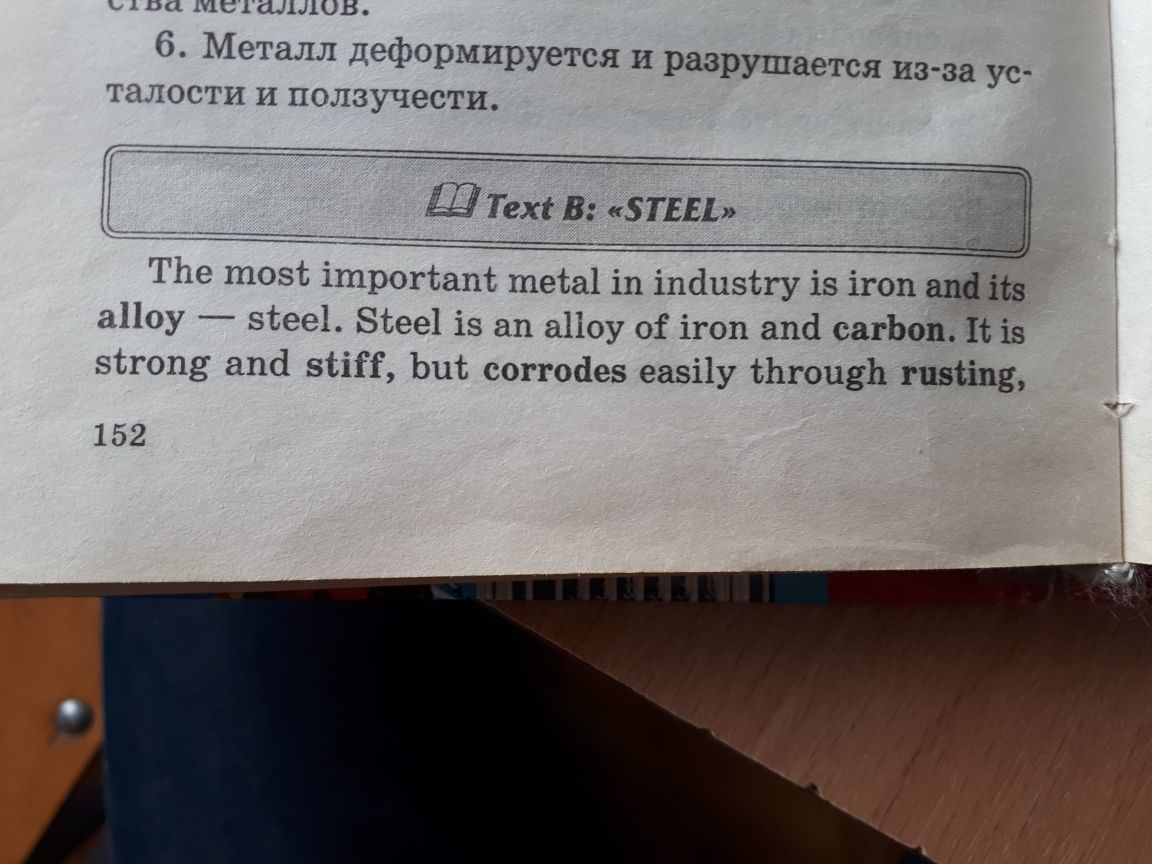 ства металлов.
6. Металл деформируется и разрушается из-за ус-
талости и ползучести.
Text B: «STEEL»
The most important metal in industry is iron and its
alloy — steel. Steel is an alloy of iron and carbon. It is
strong and stiff, but corrodes easily through rusting,
152